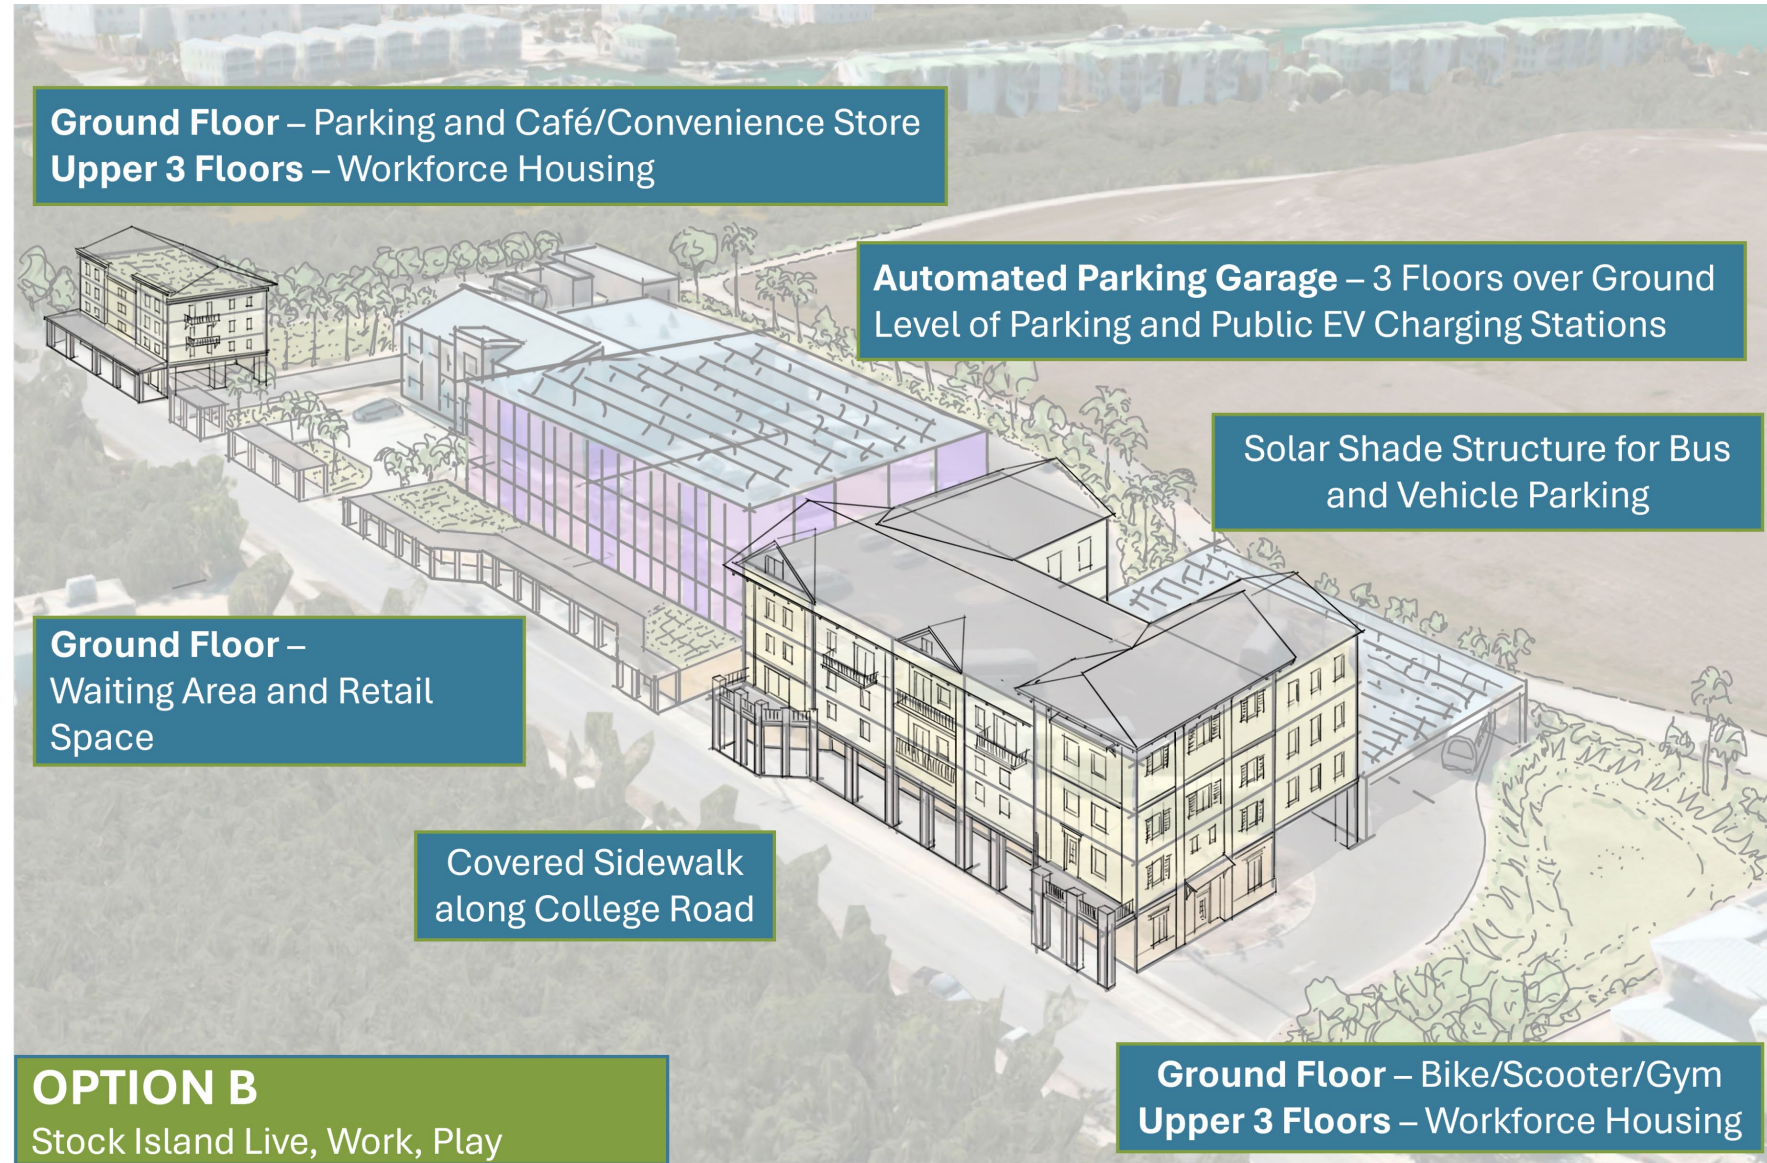 Ground Floor – Parking and Café/Convenience Store
Upper 3 Floors – Workforce Housing
Automated Parking Garage – 3 Floors over Ground
Level of Parking and Public EV Charging Stations
Solar Shade Structure for Bus
and Vehicle Parking
Ground Floor –
Waiting Area and Retail
Space
Covered Sidewalk
along College Road
Ground Floor – Bike/Scooter/Gym
Upper 3 Floors – Workforce Housing
OPTION B
Stock Island Live, Work, Play